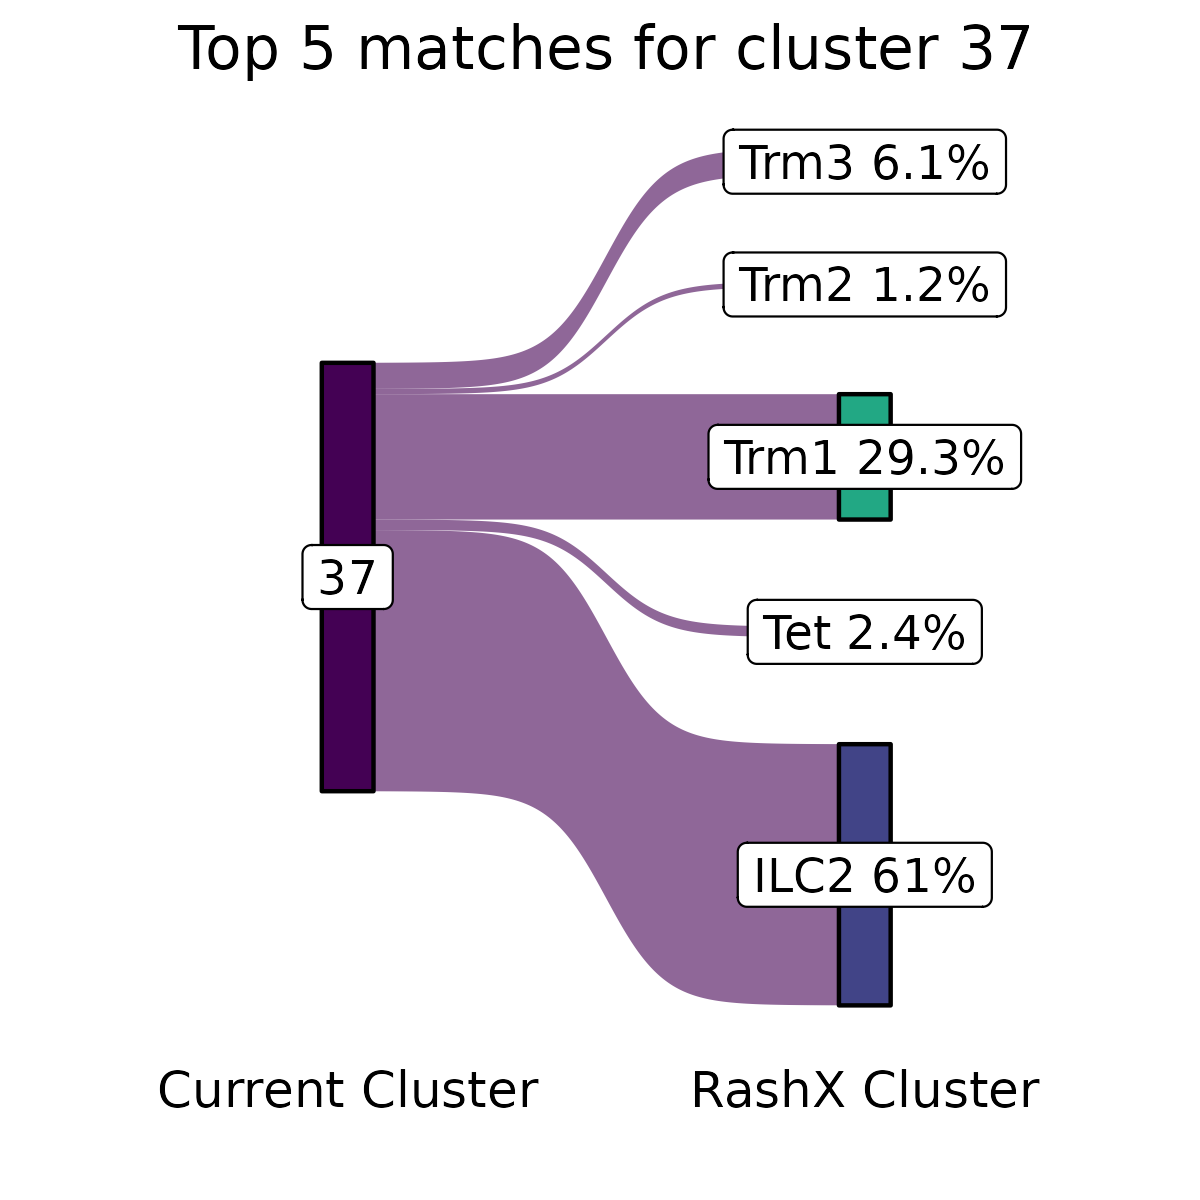 Top 5 matches for cluster 37
Trm3 6.1%
Trm2 1.2%
Trm1 29.3%
37
Tet 2.4%
ILC2 61%
Current Cluster
RashX Cluster